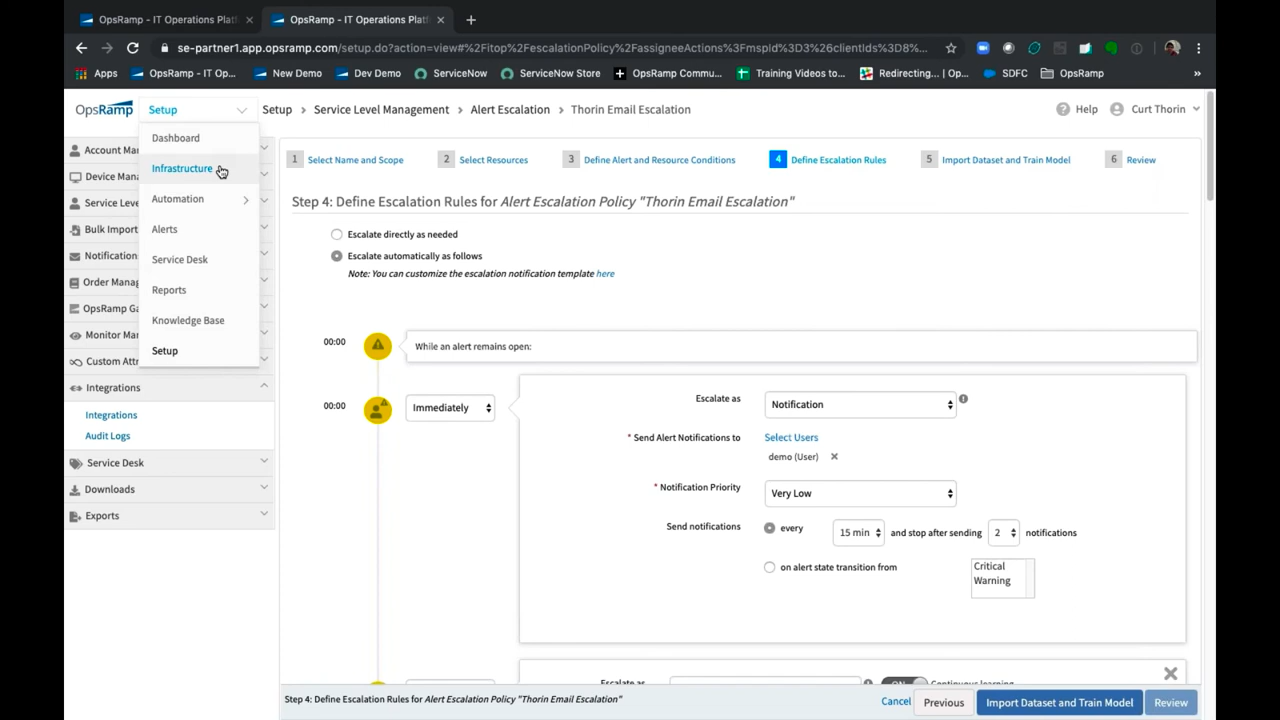 OpsRamp - IT Operations Platf
OpsRamp - IT Operations Platf
se-partner1.app.opsramp.com/setup.do?action=view#%2Fitop%2FescalationPolicy%2FassigneeActions%3FmspId%3D3%26clientIds%3D8%...
Apps
OpsRamp - IT Op...
New Demo
Dev Demo
ServiceNow
ServiceNow Store
OpsRamp Commu...
Training Videos to...
Redirecting... | Op...
SDFC
OpsRamp
»
OpsRamp
Setup
Setup > Service Level Management > Alert Escalation > Thorin Email Escalation
Help
Curt Thorin
Dashboard
Infrastructure
Automation
Alerts
Service Desk
Reports
Knowledge Base
Setup
Account Man
Device Mana
Service Leve
Bulk Import
Notification
Order Manag
OpsRamp Ga
Monitor Man
Custom Attr
Integrations
Integrations
Audit Logs
Service Desk
Downloads
Exports
1 Select Name and Scope
2 Select Resources
3 Define Alert and Resource Conditions
4 Define Escalation Rules
5 Import Dataset and Train Model
6 Review
Step 4: Define Escalation Rules for Alert Escalation Policy "Thorin Email Escalation"
Escalate directly as needed
Escalate automatically as follows
Note: You can customize the escalation notification template here
00:00
While an alert remains open:
00:00
Immediately
Escalate as
Notification
* Send Alert Notifications to
Select Users
demo (User)
* Notification Priority
Very Low
Send notifications
every 15 min and stop after sending 2 notifications
on alert state transition from
Critical
Warning
Escalate as
ON
Continuous learning
Step 4: Define Escalation Rules for Alert Escalation Policy "Thorin Email Escalation"
Cancel
Previous
Import Dataset and Train Model
Review